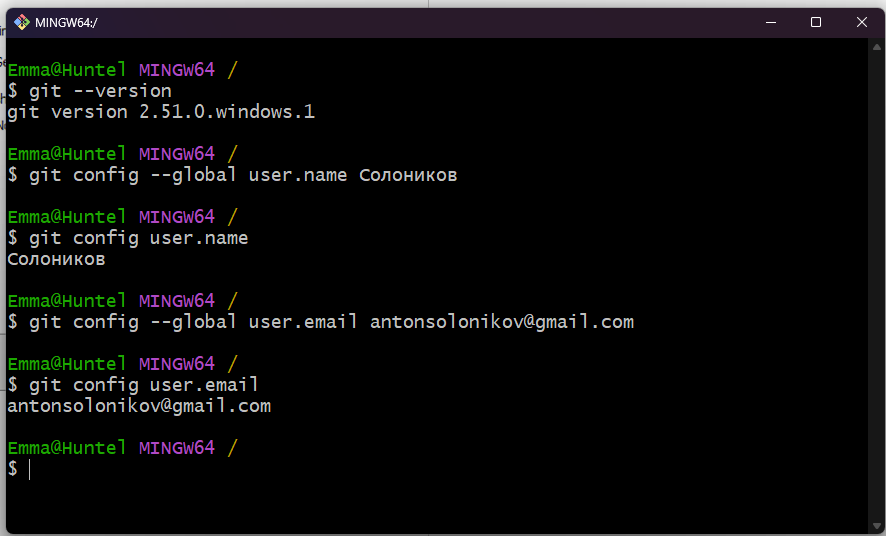 MINGW64:/
Emma@Huntel MINGW64 /
$ git --version
git version 2.51.0.windows.1
Emma@Huntel MINGW64 /
$ git config --global user.name Солоников
Emma@Huntel MINGW64 /
$ git config user.name
Солоников
Emma@Huntel MINGW64 /
$ git config --global user.email antonsolonikov@gmail.com
Emma@Huntel MINGW64 /
$ git config user.email
antonsolonikov@gmail.com
Emma@Huntel MINGW64 /
$